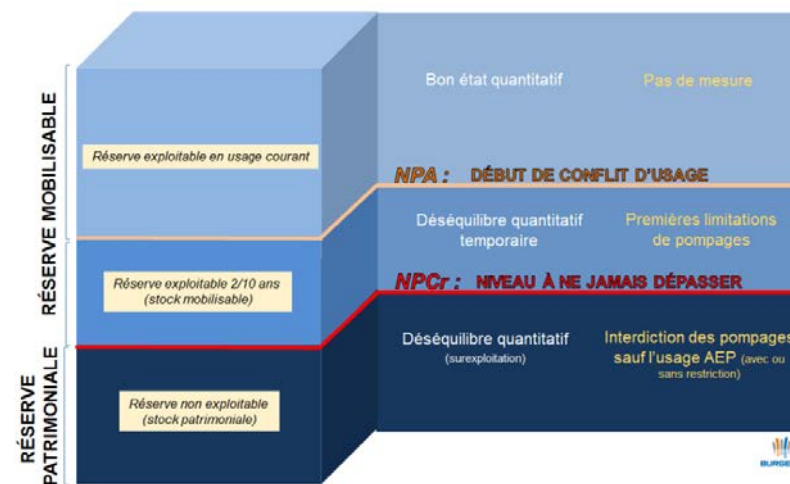 RÉSERVE MOBILISABLE
RÉSERVE
PATRIMONIALE
Réserve exploitable en usage courant
Réserve exploitable 2/10 ans
(stock mobilisable)
Réserve non exploitable
(stock patrimoniale)
Bon état quantitatif
Pas de mesure
NPA : DÉBUT DE CONFLIT D'USAGE
Déséquilibre quantitatif
temporaire
Premières limitations
de pompages
NPCr : NIVEAU À NE JAMAIS DÉPASSER
Déséquilibre quantitatif
(surexploitation)
Interdiction des pompages
sauf l'usage AEP (avec ou
sans restriction)
BURGE